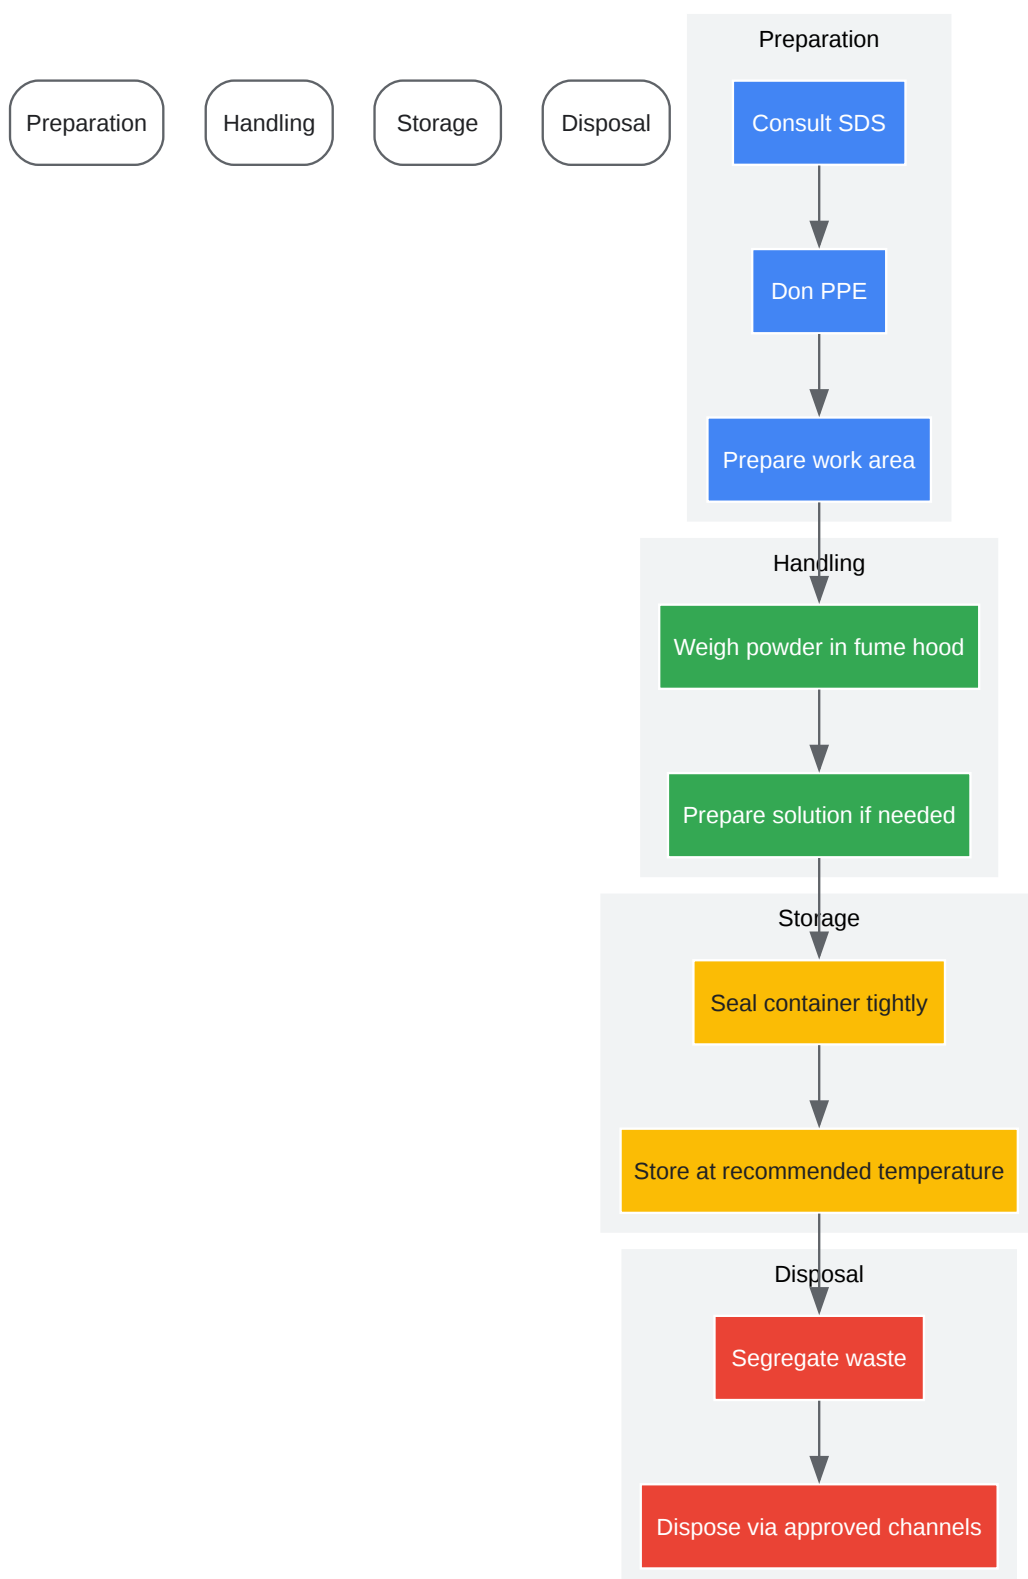 Preparation
Preparation
Handling
Storage
Disposal
Consult SDS
Don PPE
Prepare work area
Handling
Weigh powder in fume hood
Prepare solution if needed
Storage
Seal container tightly
Store at recommended temperature
Disposal
Segregate waste
Dispose via approved channels